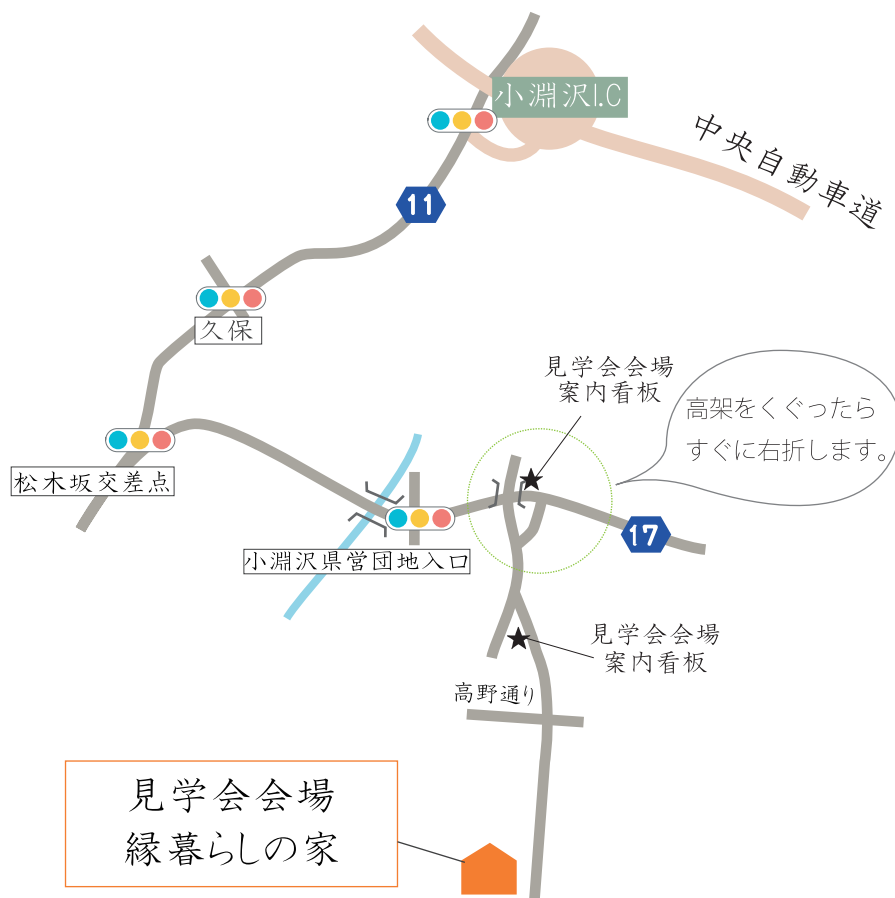 小淵沢I.C
中央自動車道
11
久保
見学会会場
案内看板
高架をくぐったら
すぐに右折します。
松木坂交差点
小淵沢県営団地入口
17
見学会会場
案内看板
高野通り
見学会会場
縁暮らしの家